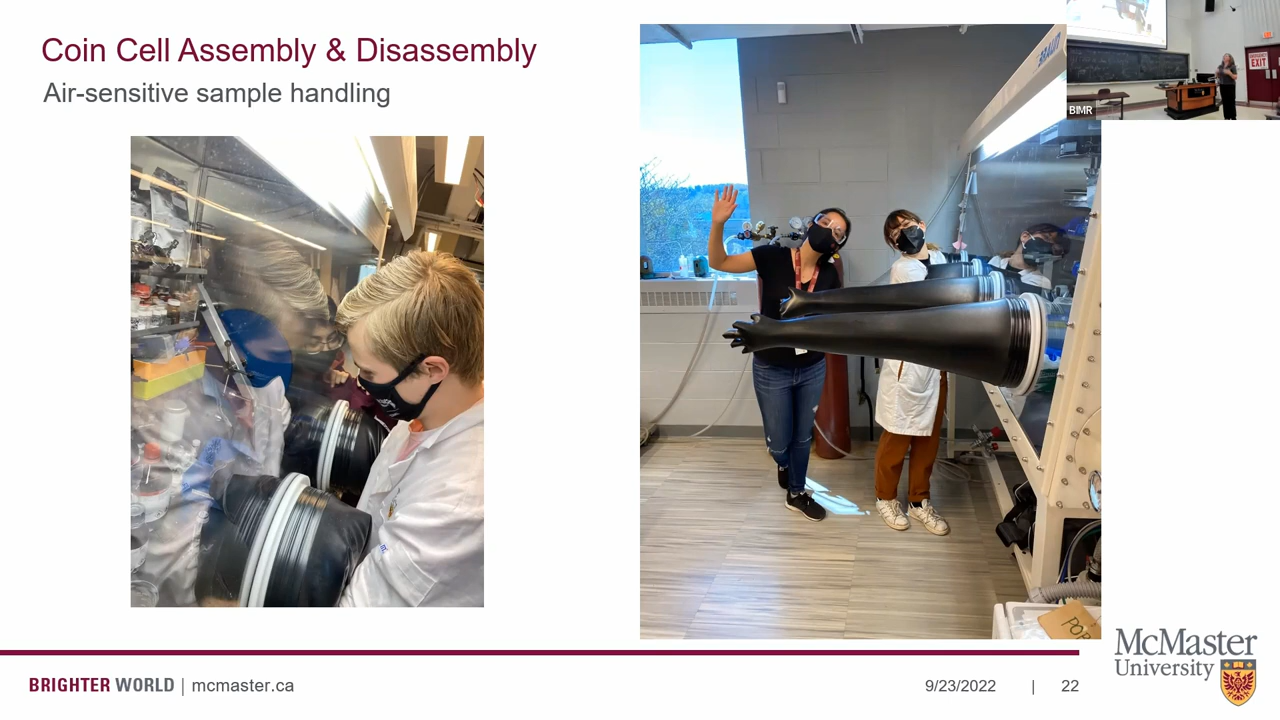 Coin Cell Assembly & Disassembly
Air-sensitive sample handling
BRAUN
BIMR
EXIT
POP
BRIGHTER WORLD | mcmaster.ca
9/23/2022 | 22
McMaster
University